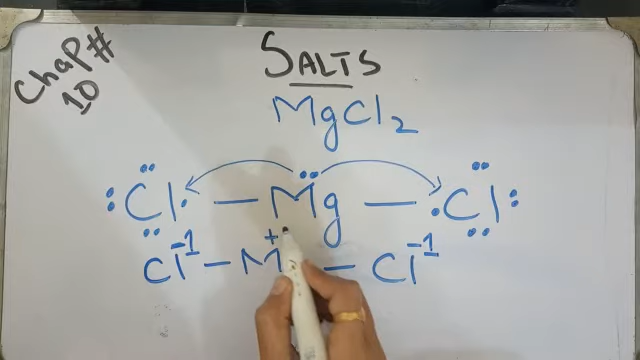 Chap#
10
SALTS
MgCl2
:Cl· — Mg — ·Cl:
Cl-1 — M+ — Cl-1